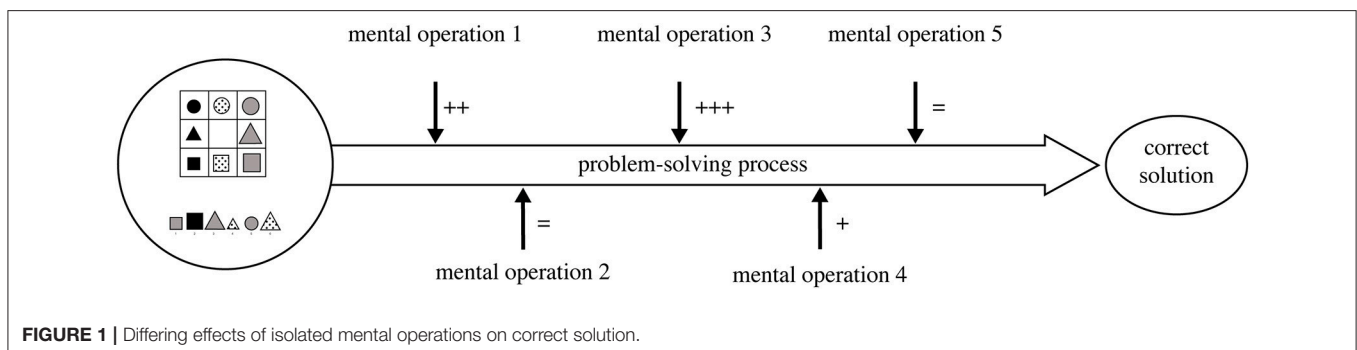 mental operation 1
mental operation 3
mental operation 5
++
+++
=
problem-solving process
correct
solution
=
+
mental operation 2
mental operation 4
FIGURE 1 | Differing effects of isolated mental operations on correct solution.